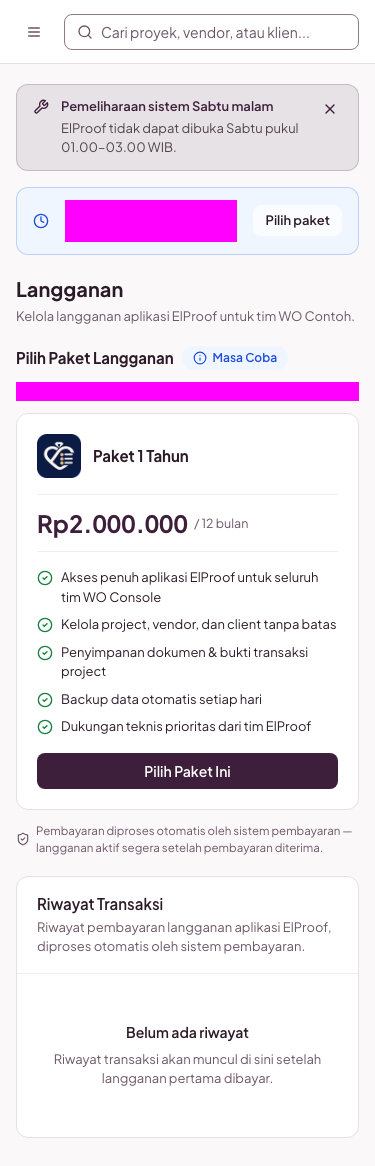 Cari proyek, vendor, atau klien...
Pemeliharaan sistem Sabtu malam
ElProof tidak dapat dibuka Sabtu pukul
01.00–03.00 WIB.
Pilih paket
Langganan
Kelola langganan aplikasi ElProof untuk tim WO Contoh.
Pilih Paket Langganan
Masa Coba
Paket 1 Tahun
Rp2.000.000 / 12 bulan
Akses penuh aplikasi ElProof untuk seluruh
tim WO Console
Kelola project, vendor, dan client tanpa batas
Penyimpanan dokumen & bukti transaksi
project
Backup data otomatis setiap hari
Dukungan teknis prioritas dari tim ElProof
Pilih Paket Ini
Pembayaran diproses otomatis oleh sistem pembayaran —
langganan aktif segera setelah pembayaran diterima.
Riwayat Transaksi
Riwayat pembayaran langganan aplikasi ElProof,
diproses otomatis oleh sistem pembayaran.
Belum ada riwayat
Riwayat transaksi akan muncul di sini setelah
langganan pertama dibayar.